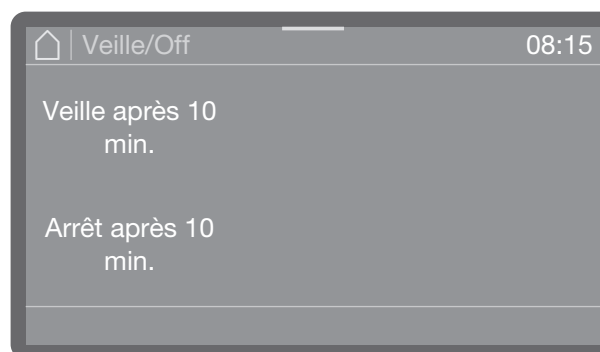 Veille/Off 08:15
Veille après 10
min.
Arrêt après 10
min.